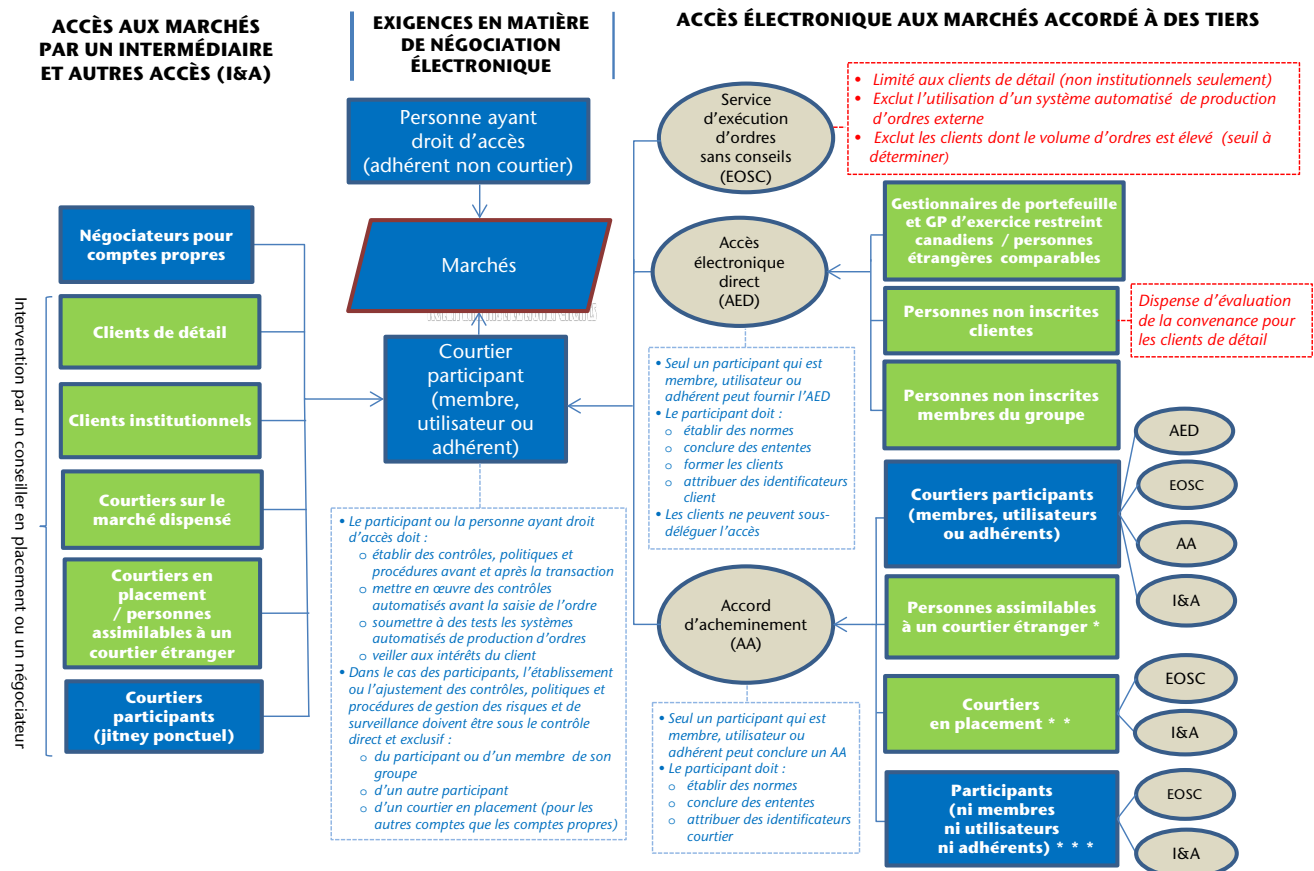 ACCÈS AUX MARCHÉS
PAR UN INTERMÉDIAIRE
ET AUTRES ACCÈS (I&A)
EXIGENCES EN MATIÈRE
DE NÉGOCIATION
ÉLECTRONIQUE
ACCÈS ÉLECTRONIQUE AUX MARCHÉS ACCORDÉ À DES TIERS
Intervention par un conseiller en placement ou un négociateur
Négociateurs pour
comptes propres
Clients de détail
Clients institutionnels
Courtiers sur le
marché dispensé
Courtiers en
placement
/ personnes
assimilables à un
courtier étranger
Courtiers
participants
(jitney ponctuel)
Personne ayant
droit d'accès
(adhérent non courtier)
Marchés
Courtier
participant
(membre,
utilisateur ou
adhérent)
• Le participant ou la personne ayant droit
d'accès doit :
o établir des contrôles, politiques et
procédures avant et après la transaction
o mettre en œuvre des contrôles
automatisés avant la saisie de l'ordre
o soumettre à des tests les systèmes
automatisés de production d'ordres
o veiller aux intérêts du client
• Dans le cas des participants, l'établissement
ou l'ajustement des contrôles, politiques et
procédures de gestion des risques et de
surveillance doivent être sous le contrôle
direct et exclusif :
o du participant ou d'un membre de son
groupe
o d'un autre participant
o d'un courtier en placement (pour les
autres comptes que les comptes propres)
Service
d'exécution
d'ordres
sans conseils
(EOSC)
• Limité aux clients de détail (non institutionnels seulement)
• Exclut l'utilisation d'un système automatisé de production
d'ordres externe
• Exclut les clients dont le volume d'ordres est élevé (seuil à
déterminer)
Accès
électronique
direct
(AED)
• Seul un participant qui est
membre, utilisateur ou
adhérent peut fournir l'AED
• Le participant doit :
o établir des normes
o conclure des ententes
o former les clients
o attribuer des identificateurs
client
• Les clients ne peuvent sous-
déléguer l'accès
Gestionnaires de portefeuille
et GP d'exercice restreint
canadiens / personnes
étrangères comparables
Personnes non inscrites
clientes
Dispense d'évaluation
de la convenance pour
les clients de détail
Personnes non inscrites
membres du groupe
Accord
d'acheminement
(AA)
• Seul un participant qui est
membre, utilisateur ou
adhérent peut conclure un AA
• Le participant doit :
o établir des normes
o conclure des ententes
o attribuer des identificateurs
courtier
Courtiers participants
(membres, utilisateurs
ou adhérents)
AED
EOSC
AA
I&A
Personnes assimilables
à un courtier étranger *
Courtiers
en placement * *
EOSC
I&A
Participants
(ni membres
ni utilisateurs
ni adhérents) * * *
EOSC
I&A